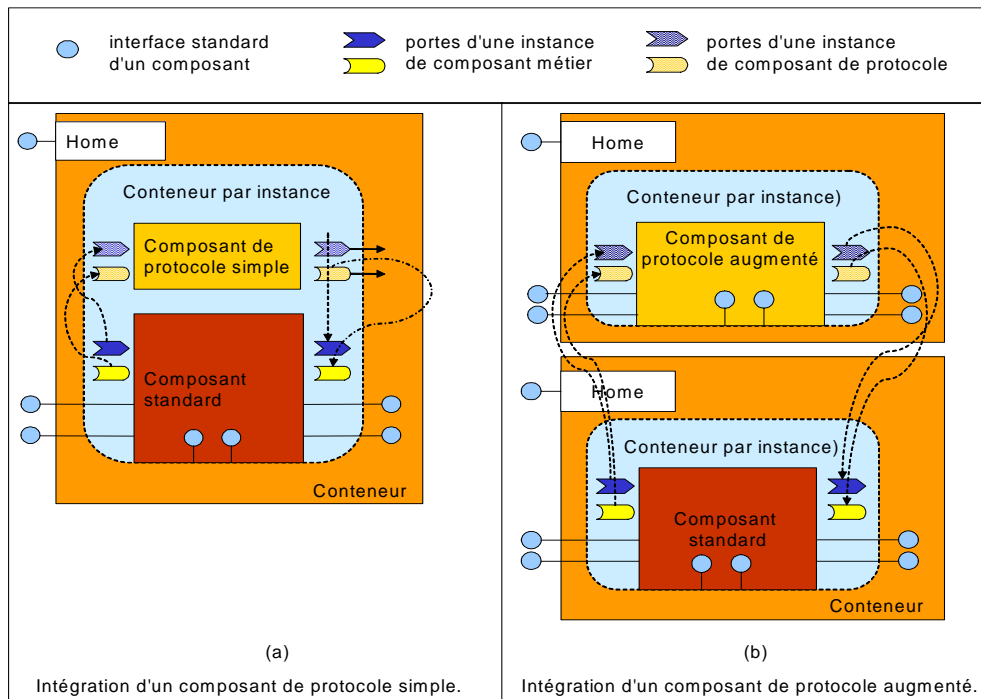 interface standard
d'un composant
portes d'une instance
de composant métier
portes d'une instance
de composant de protocole
Home
Conteneur par instance
Composant de
protocole simple
Composant
standard
Conteneur
(a)
Intégration d'un composant de protocole simple.
Home
Conteneur par instance)
Composant de
protocole augmenté
Home
Conteneur par instance)
Composant
standard
Conteneur
(b)
Intégration d'un composant de protocole augmenté.